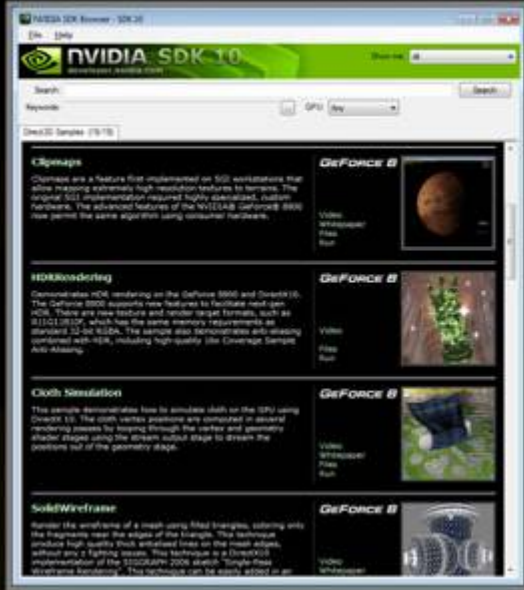 NVIDIA SDK Browser - SDK 10
File Help
NVIDIA SDK 10
developer.nvidia.com
Show me: All
Search:
Search
Keywords:
...
GPU: Any
Direct3D Samples (19/19)
Clipmaps
GeForce 8
Clipmaps are a feature first implemented on SGI workstations that
allow mapping extremely high resolution textures to terrains. The
original SGI implementation required highly specialized, custom
hardware. The advanced features of the NVIDIA® GeForce® 8800
now permit the same algorithm using consumer hardware.
Video
Whitepaper
Files
Run
HDRRendering
GeForce 8
Demonstrates HDR rendering on the GeForce 8800 and DirectX10.
The GeForce 8800 supports new features to facilitate next-gen
HDR. There are new texture and render target formats, such as
R11G11B10F, which has the same memory requirements as
standard 32-bit RGBA. The sample also demonstrates anti-aliasing
combined with HDR, including high-quality 16x Coverage Sample
Anti-Aliasing.
Video
Files
Run
Cloth Simulation
GeForce 8
This sample demonstrates how to simulate cloth on the GPU using
DirectX 10. The cloth vertex positions are computed in several
rendering passes by looping through the vertex and geometry
shader stages using the stream output stage to stream the
positions out of the geometry stage.
Video
Whitepaper
Files
Run
SolidWireframe
GeForce 8
Render the wireframe of a mesh using filled triangles, coloring only
the fragments near the edges of the triangle. This technique
produce high quality thick antialiased lines on the mesh edges,
without any z fighting issues. This technique is a DirectX10
implementation of the SIGGRAPH 2006 sketch "Single-Pass
Wireframe Rendering". This technique can be easily added in an
Video
Whitepaper